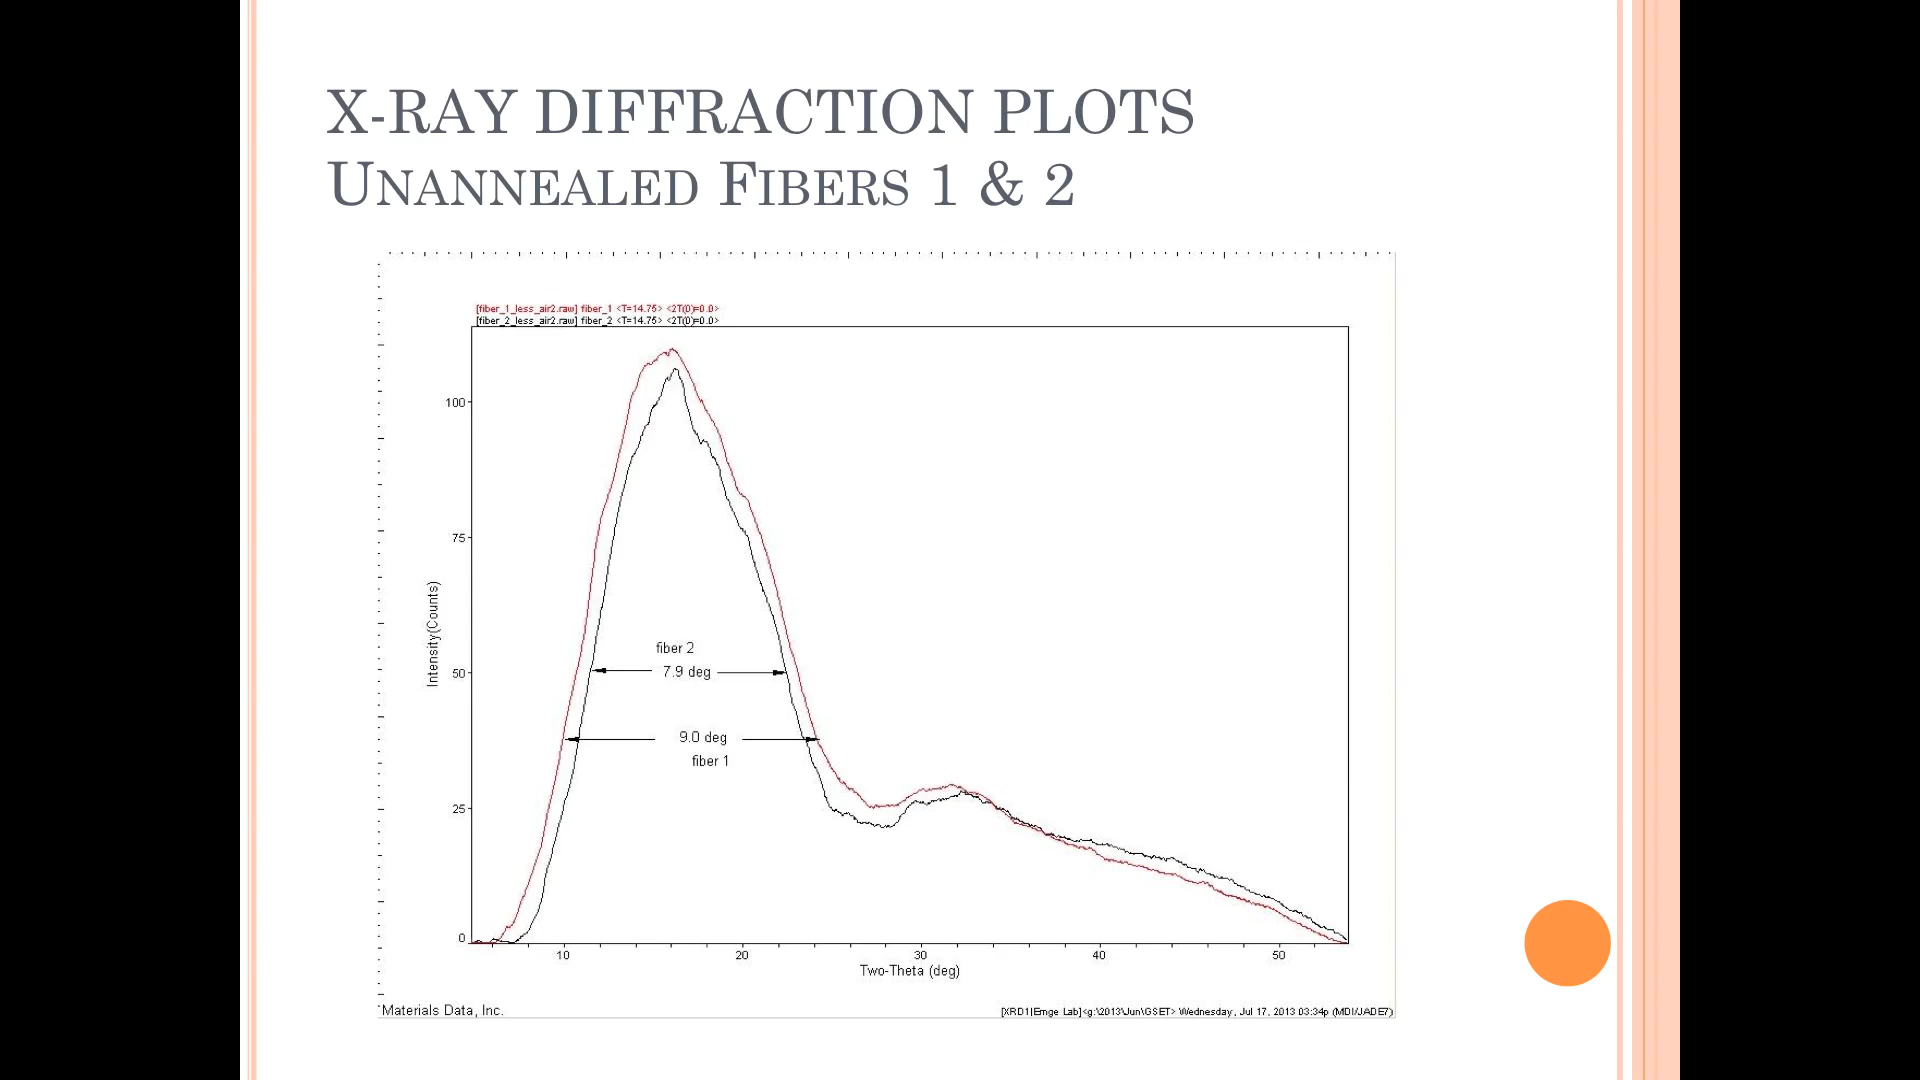 X-RAY DIFFRACTION PLOTS
UNANNEALED FIBERS 1 & 2
[fiber_1_less_air2.raw] fiber_1 <T=14.75> <2T(0)=0.0>
[fiber_2_less_air2.raw] fiber_2 <T=14.75> <2T(0)=0.0>
100
75
50
25
0
Intensity(Counts)
fiber 2
7.9 deg
9.0 deg
fiber 1
10 20 30 40 50
Two-Theta (deg)
Materials Data, Inc.
[XRD1|Emge Lab]<g:\2013\Jun\GSET> Wednesday, Jul 17, 2013 03:34p (MDI/JADE7)